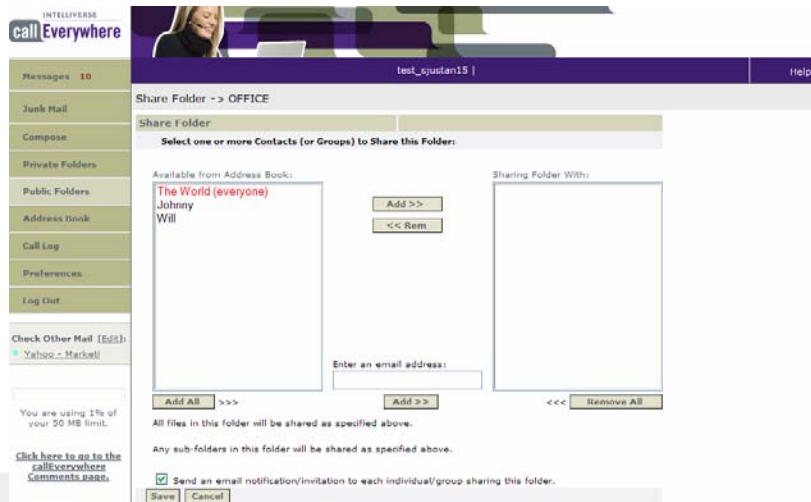 INTELLIVERSE
call Everywhere
test_sjustan15 |
Help
Messages 10
Junk Mail
Compose
Private Folders
Public Folders
Address Book
Call Log
Preferences
Log Out
Check Other Mail [Edit]:
Yahoo - Marketi
You are using 1% of
your 50 MB limit.
Click here to go to the
callEverywhere
Comments page.
Share Folder -> OFFICE
Share Folder
Select one or more Contacts (or Groups) to Share this Folder:
Available from Address Book:
The World (everyone)
Johnny
Will
Add >>
<< Rem
Sharing Folder With:
Enter an email address:
Add All >>>
Add >>
<<< Remove All
All files in this folder will be shared as specified above.
Any sub-folders in this folder will be shared as specified above.
Send an email notification/invitation to each individual/group sharing this folder.
Save Cancel